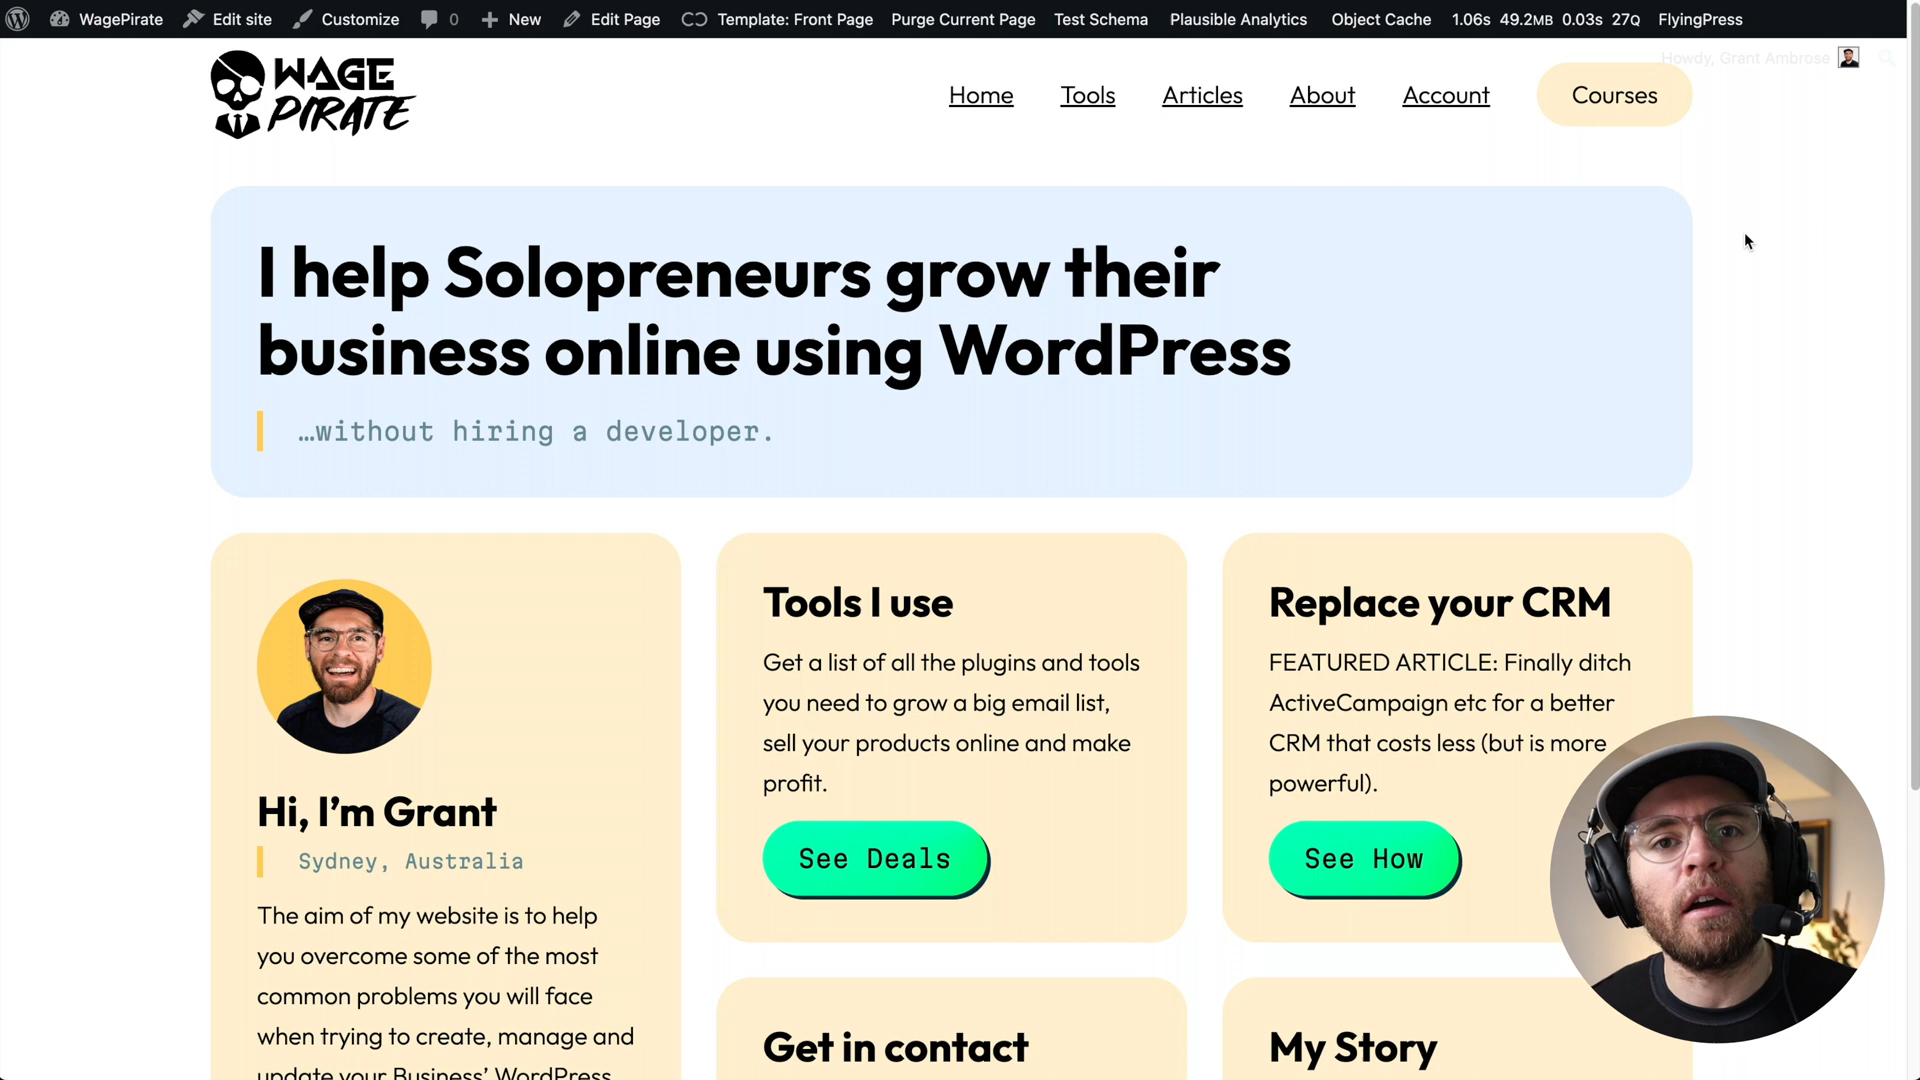 WagePirate Edit site Customize 0 New Edit Page Template: Front Page Purge Current Page Test Schema Plausible Analytics Object Cache 1.06s 49.2MB 0.03s 27Q FlyingPress
Howdy, Grant Ambrose
WAGE
PIRATE
Home Tools Articles About Account Courses
I help Solopreneurs grow their
business online using WordPress
…without hiring a developer.
Hi, I’m Grant
Sydney, Australia
The aim of my website is to help
you overcome some of the most
common problems you will face
when trying to create, manage and
update your Business’ WordPress
Tools I use
Get a list of all the plugins and tools
you need to grow a big email list,
sell your products online and make
profit.
See Deals
Replace your CRM
FEATURED ARTICLE: Finally ditch
ActiveCampaign etc for a better
CRM that costs less (but is more
powerful).
See How
Get in contact
My Story